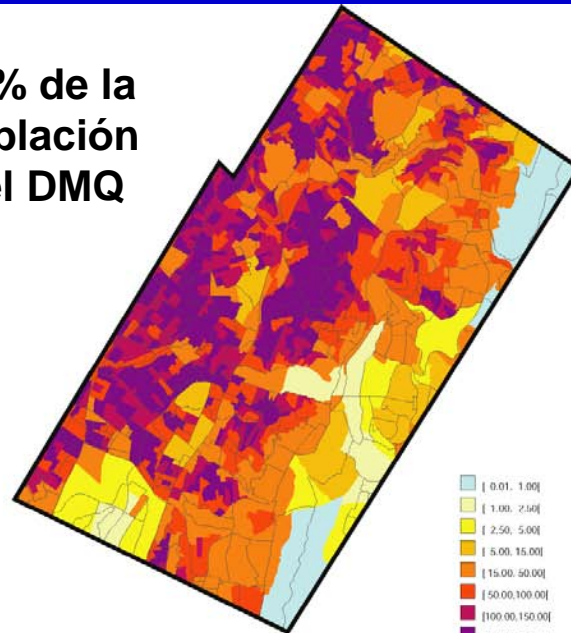 % de la
blación
el DMQ
[ 0.01, 1.00[
[ 1.00, 2.50[
[ 2.50, 5.00[
[ 5.00, 15.00[
[ 15.00, 50.00[
[ 50.00,100.00[
[100.00,150.00[